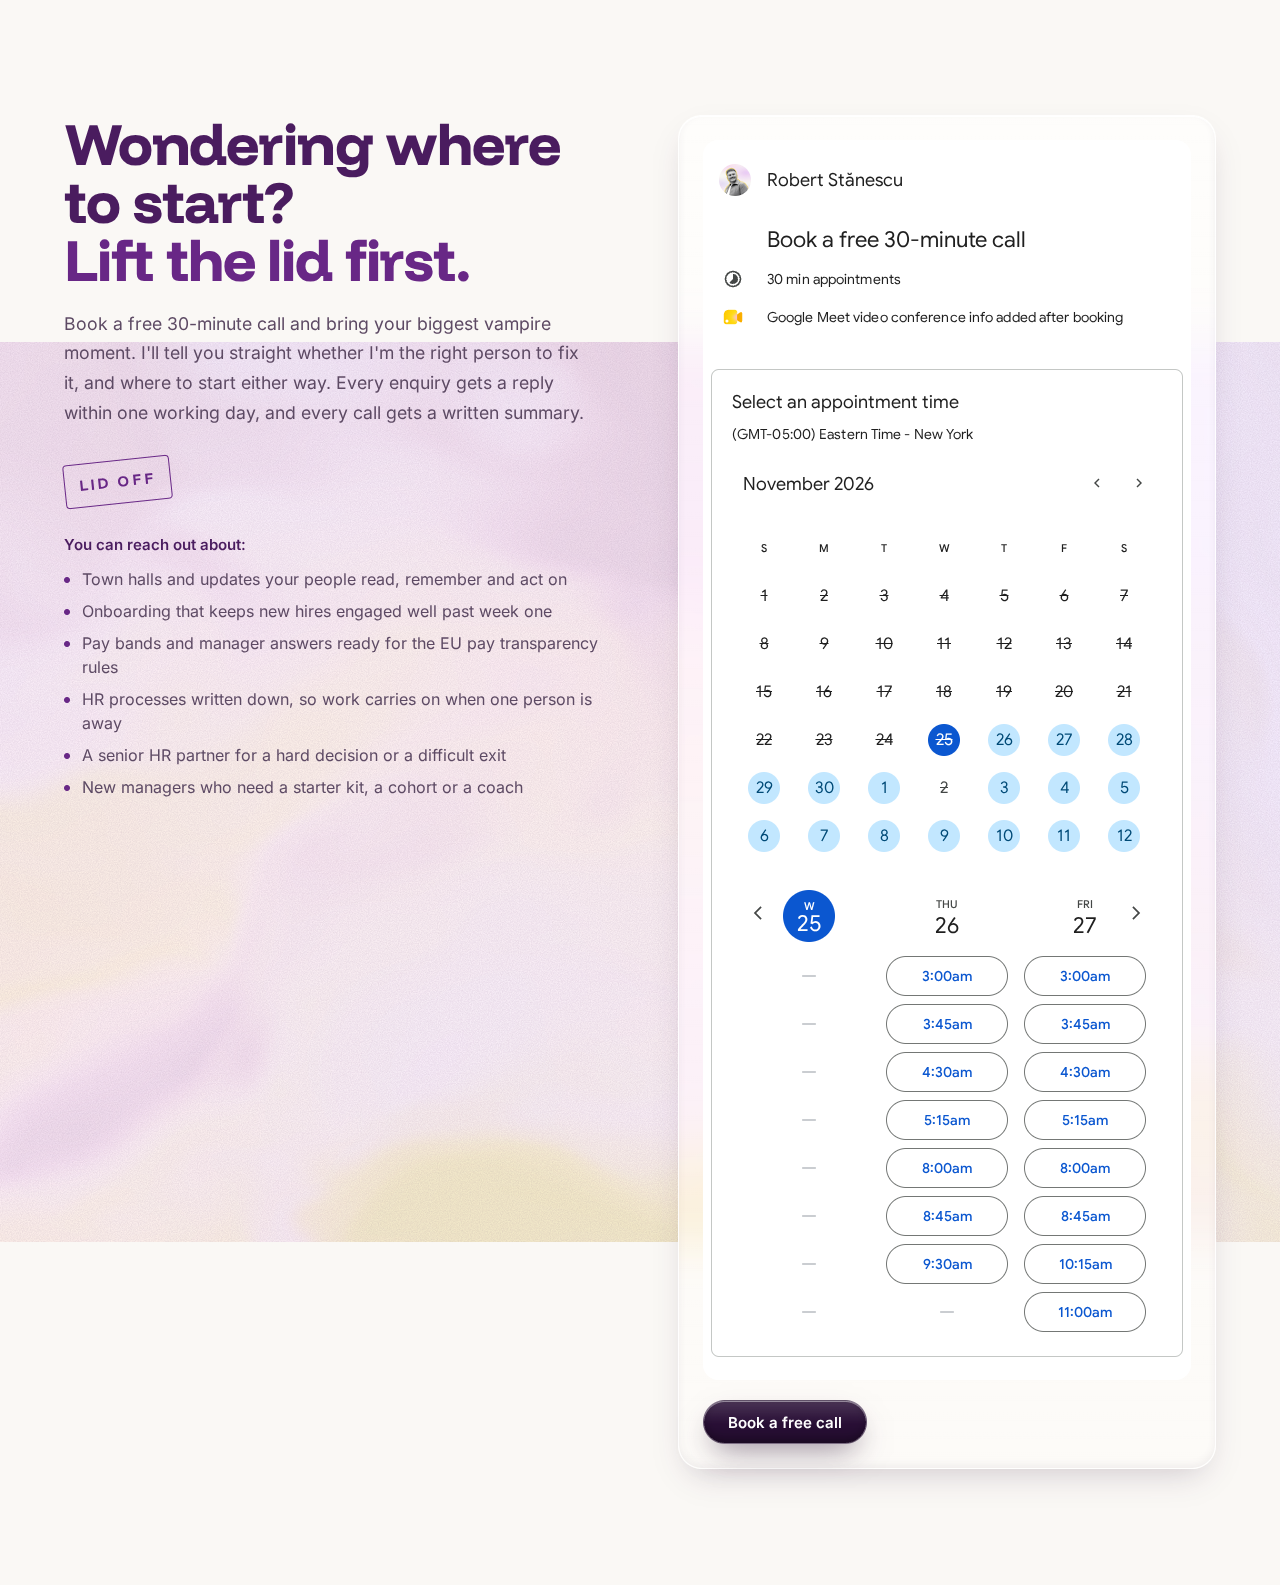 Wondering where
to start?
Lift the lid first.
Book a free 30-minute call and bring your biggest vampire
moment. I'll tell you straight whether I'm the right person to fix
it, and where to start either way. Every enquiry gets a reply
within one working day, and every call gets a written summary.
LID OFF
You can reach out about:
Town halls and updates your people read, remember and act on
Onboarding that keeps new hires engaged well past week one
Pay bands and manager answers ready for the EU pay transparency
rules
HR processes written down, so work carries on when one person is
away
A senior HR partner for a hard decision or a difficult exit
New managers who need a starter kit, a cohort or a coach
Robert Stănescu
Book a free 30-minute call
30 min appointments
Google Meet video conference info added after booking
Select an appointment time
(GMT-05:00) Eastern Time - New York
November 2026
S M T W T F S
1 2 3 4 5 6 7
8 9 10 11 12 13 14
15 16 17 18 19 20 21
22 23 24 25 26 27 28
29 30 1 2 3 4 5
6 7 8 9 10 11 12
W THU FRI
25 26 27
— 3:00am 3:00am
— 3:45am 3:45am
— 4:30am 4:30am
— 5:15am 5:15am
— 8:00am 8:00am
— 8:45am 8:45am
— 9:30am 10:15am
— — 11:00am
Book a free call